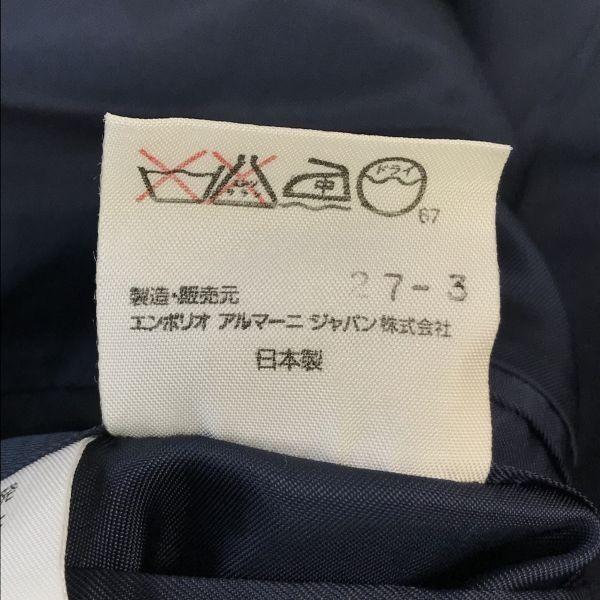 中 ドライ
67
27-3
製造・販売元
エンポリオ アルマーニ ジャパン株式会社
日本製